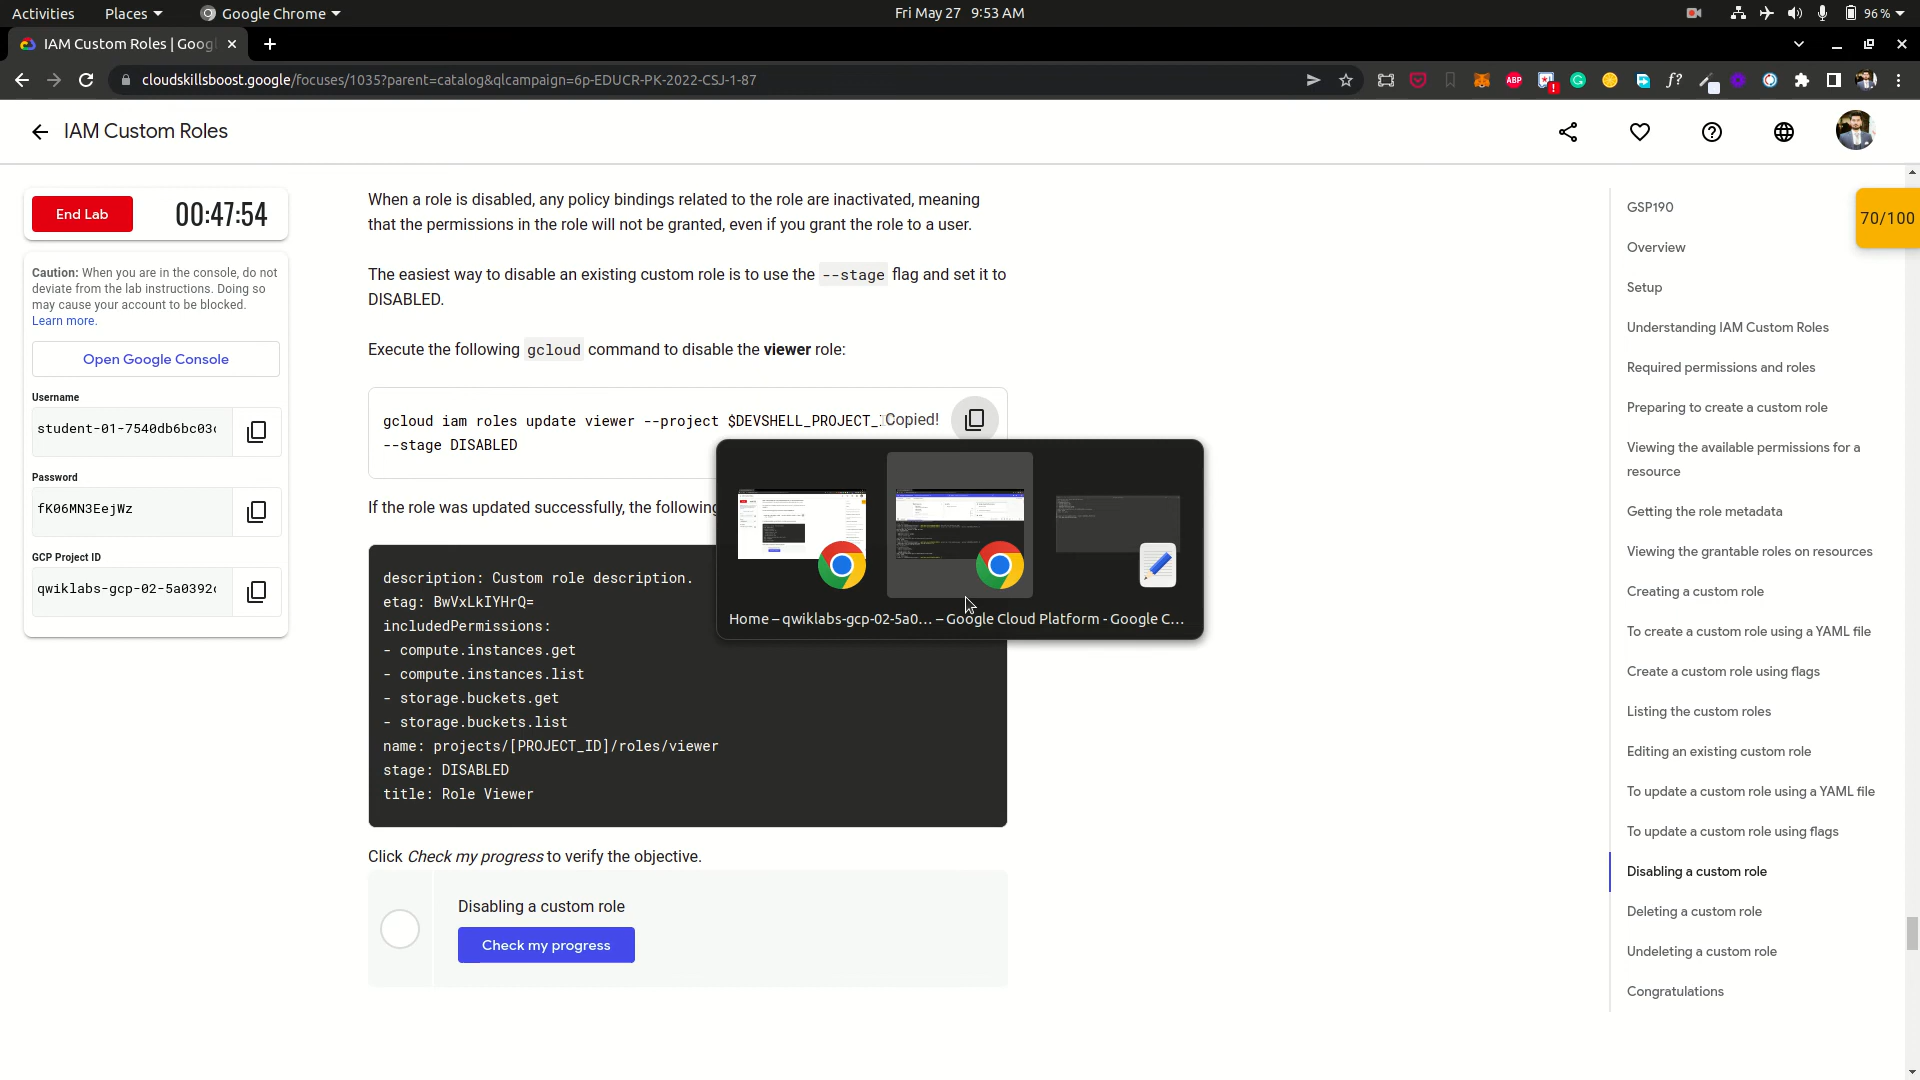 Activities Places Google Chrome Fri May 27 9:53 AM 96 %
IAM Custom Roles | Googl
cloudskillsboost.google/focuses/1035?parent=catalog&qlcampaign=6p-EDUCR-PK-2022-CSJ-1-87
ABP
f?
IAM Custom Roles
End Lab
00:47:54
Caution: When you are in the console, do not
deviate from the lab instructions. Doing so
may cause your account to be blocked.
Learn more.
Open Google Console
Username
student-01-7540db6bc03
Password
fK06MN3EejWz
GCP Project ID
qwiklabs-gcp-02-5a0392
When a role is disabled, any policy bindings related to the role are inactivated, meaning
that the permissions in the role will not be granted, even if you grant the role to a user.
The easiest way to disable an existing custom role is to use the --stage flag and set it to
DISABLED.
Execute the following gcloud command to disable the viewer role:
gcloud iam roles update viewer --project $DEVSHELL_PROJECT_ Copied!
--stage DISABLED
If the role was updated successfully, the following
description: Custom role description.
etag: BwVxLkIYHrQ=
includedPermissions:
- compute.instances.get
- compute.instances.list
- storage.buckets.get
- storage.buckets.list
name: projects/[PROJECT_ID]/roles/viewer
stage: DISABLED
title: Role Viewer
Home – qwiklabs-gcp-02-5a0... – Google Cloud Platform - Google C...
Click Check my progress to verify the objective.
Disabling a custom role
Check my progress
GSP190
70/100
Overview
Setup
Understanding IAM Custom Roles
Required permissions and roles
Preparing to create a custom role
Viewing the available permissions for a
resource
Getting the role metadata
Viewing the grantable roles on resources
Creating a custom role
To create a custom role using a YAML file
Create a custom role using flags
Listing the custom roles
Editing an existing custom role
To update a custom role using a YAML file
To update a custom role using flags
Disabling a custom role
Deleting a custom role
Undeleting a custom role
Congratulations